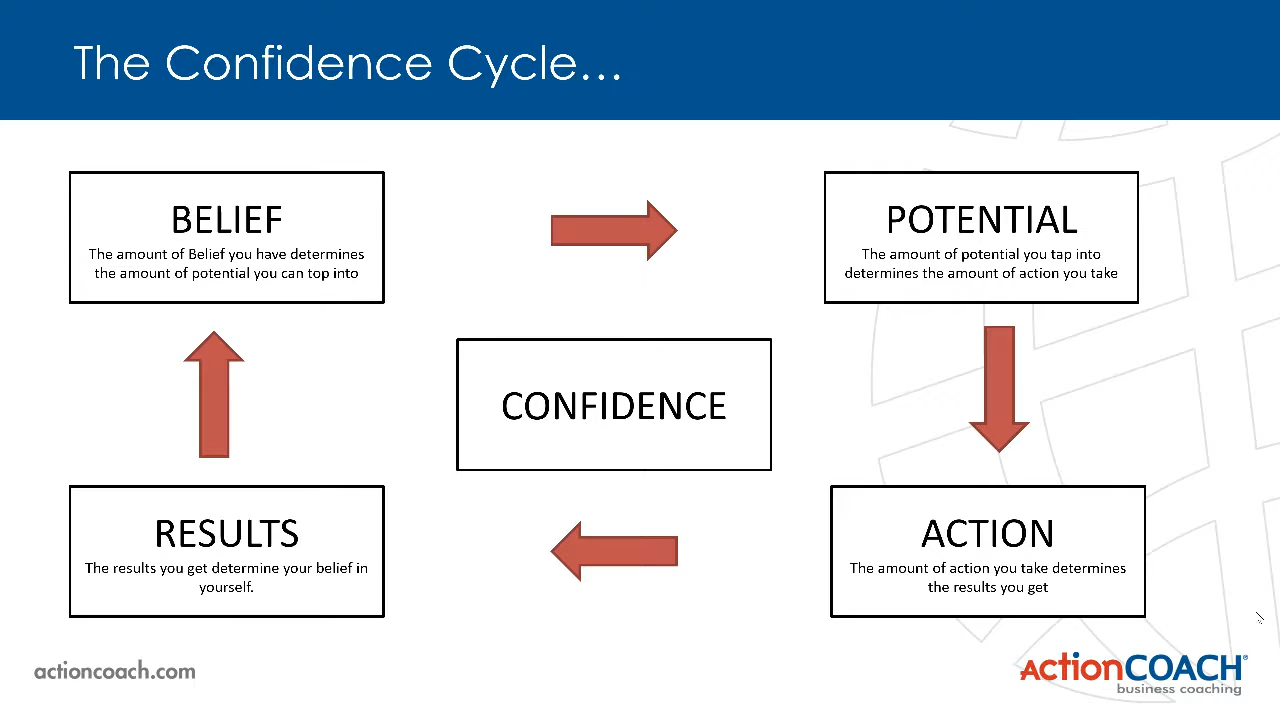 The Confidence Cycle...
BELIEF
The amount of Belief you have determines
the amount of potential you can top into
POTENTIAL
The amount of potential you tap into
determines the amount of action you take
CONFIDENCE
RESULTS
The results you get determine your belief in
yourself.
ACTION
The amount of action you take determines
the results you get
actioncoach.com
ActionCOACH®
business coaching